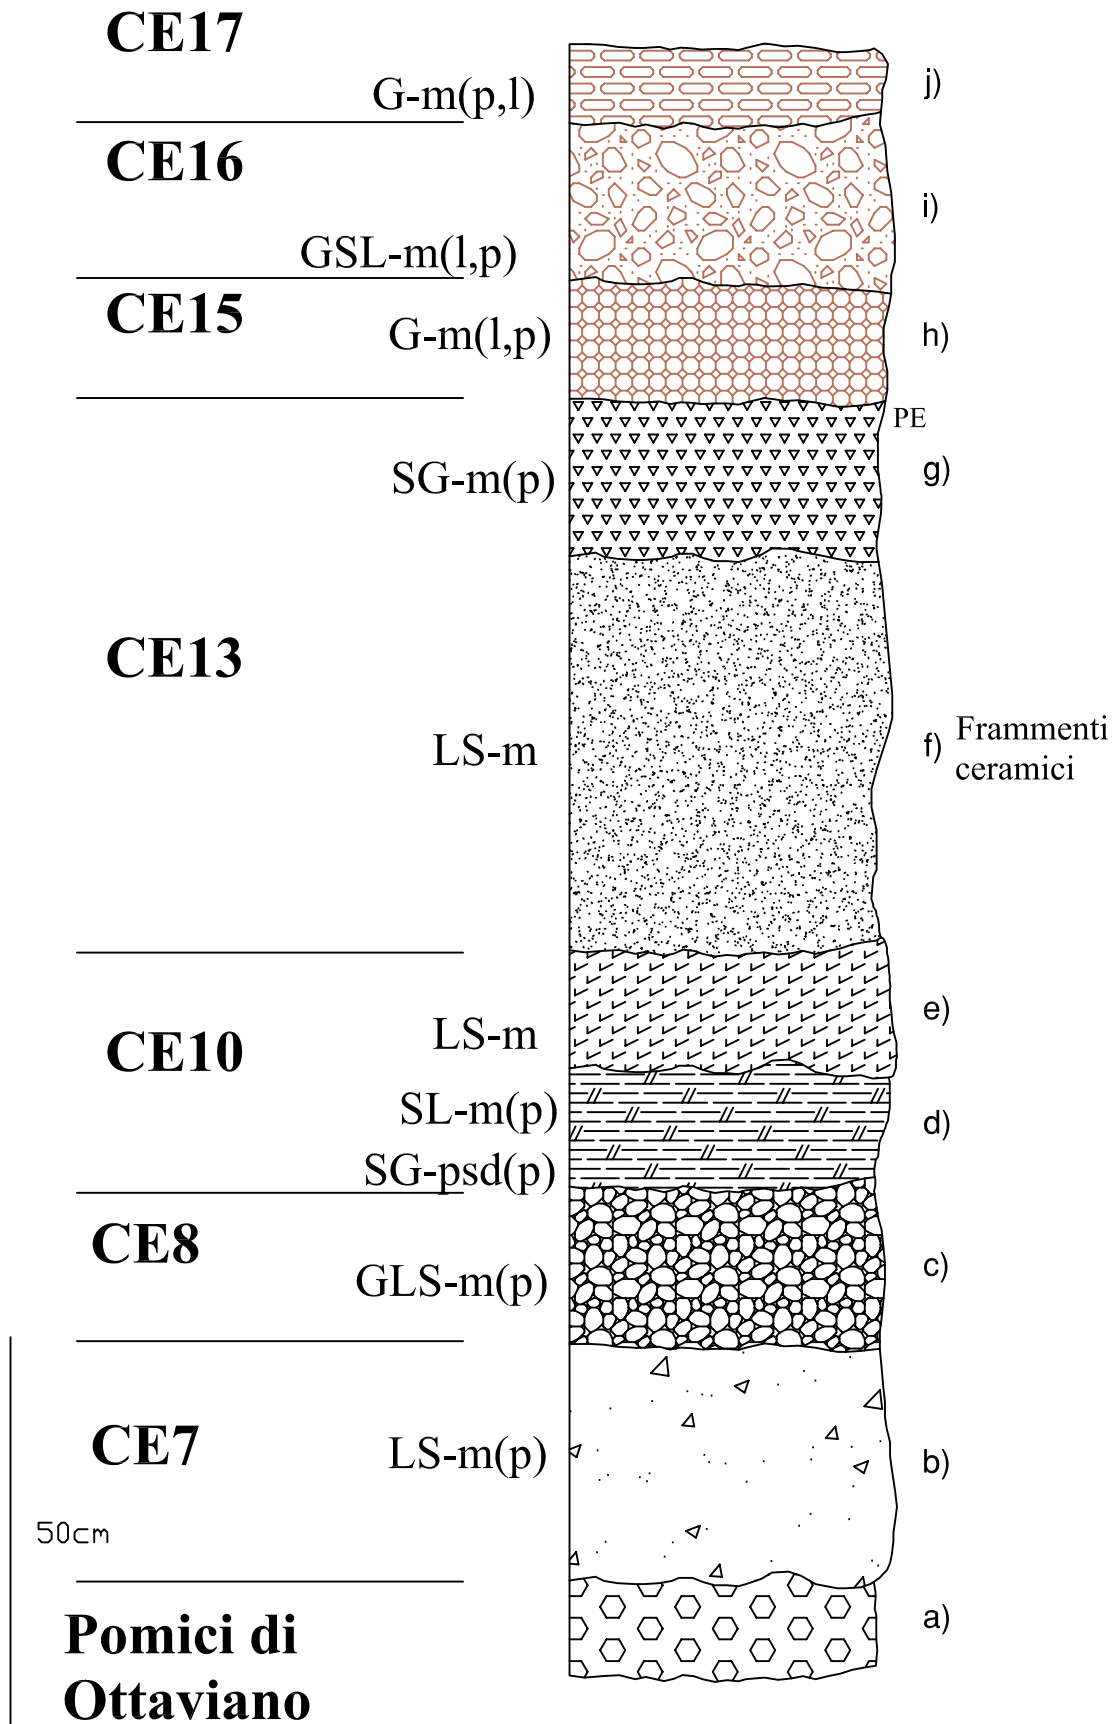 CE17
G-m(p,l)
j)
CE16
GSL-m(l,p)
i)
CE15
G-m(l,p)
h)
PE
SG-m(p)
g)
CE13
LS-m
f) Frammenti
ceramici
CE10
LS-m
e)
SL-m(p)
d)
SG-psd(p)
CE8
GLS-m(p)
c)
CE7
LS-m(p)
b)
50cm
Pomici di
Ottaviano
a)